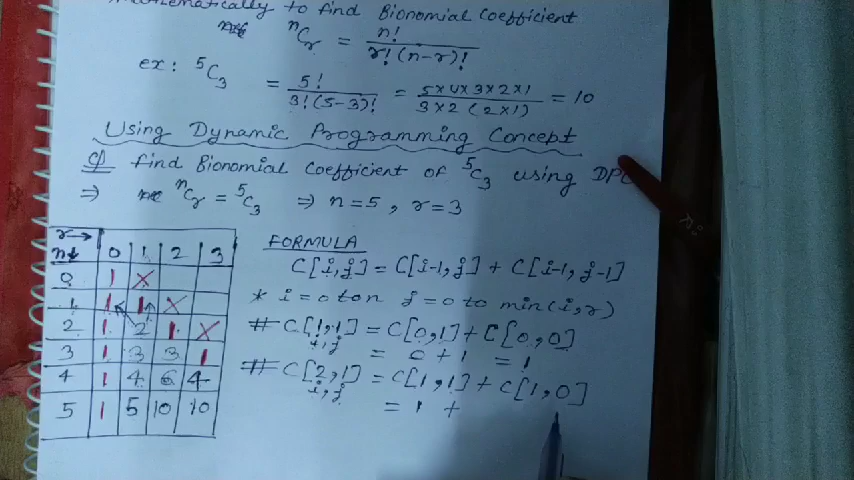 Mathematically to find Bionomial Coefficient
nCr = n! / r! (n-r)!
ex: 5C3 = 5! / 3! (5-3)! = 5×4×3×2×1 / 3×2 (2×1) = 10
Using Dynamic Programming Concept
Q find Bionomial Coefficient of 5C3 using DPC
⇒ nCr = 5C3 ⇒ n=5, r=3
r→ 0 1 2 3
n↓
0 1 ×
1 1 1 ×
2 1 2 1 ×
3 1 3 3 1
4 1 4 6 4
5 1 5 10 10
FORMULA
C[i,j] = C[i-1, j] + C[i-1, j-1]
* i=0 to n j=0 to min(i,r)
# C[1,1] = C[0,1] + C[0,0]
i,j = 0+1 = 1
# C[2,1] = C[1,1] + C[1,0]
i,j = 1 +